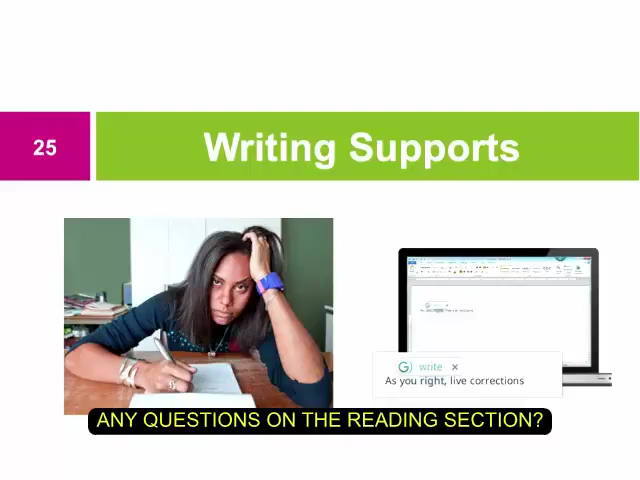 25
Writing Supports
write ×
As you right, live corrections
ANY QUESTIONS ON THE READING SECTION?